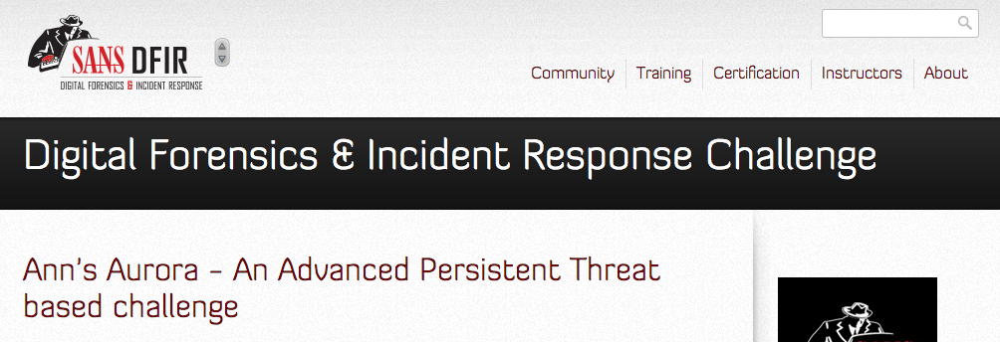 SANS DFIR
DIGITAL FORENSICS & INCIDENT RESPONSE
Community
Training
Certification
Instructors
About
Digital Forensics & Incident Response Challenge
Ann's Aurora – An Advanced Persistent Threat
based challenge